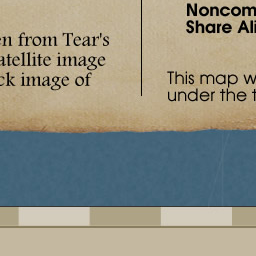 en from Tear's
atellite image
ck image of
Noncom
Share Ali
This map w
under the t